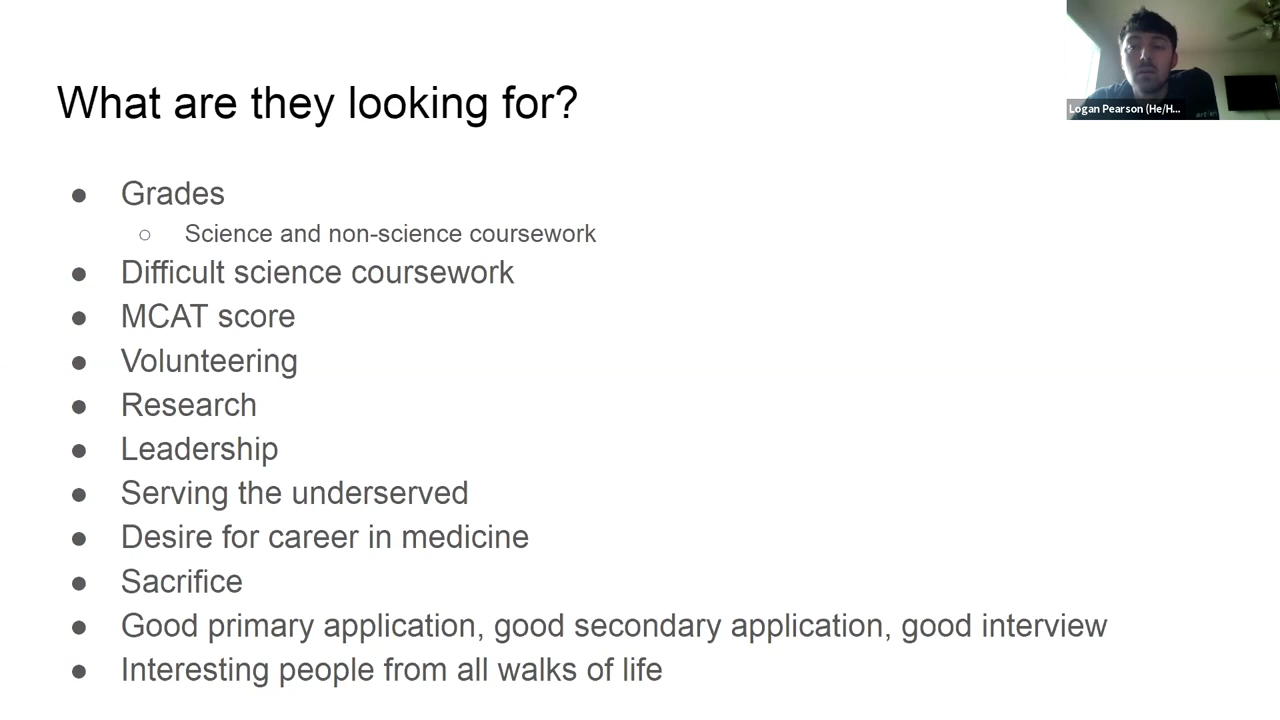 Logan Pearson (He/H...
What are they looking for?
● Grades
○ Science and non-science coursework
● Difficult science coursework
● MCAT score
● Volunteering
● Research
● Leadership
● Serving the underserved
● Desire for career in medicine
● Sacrifice
● Good primary application, good secondary application, good interview
● Interesting people from all walks of life